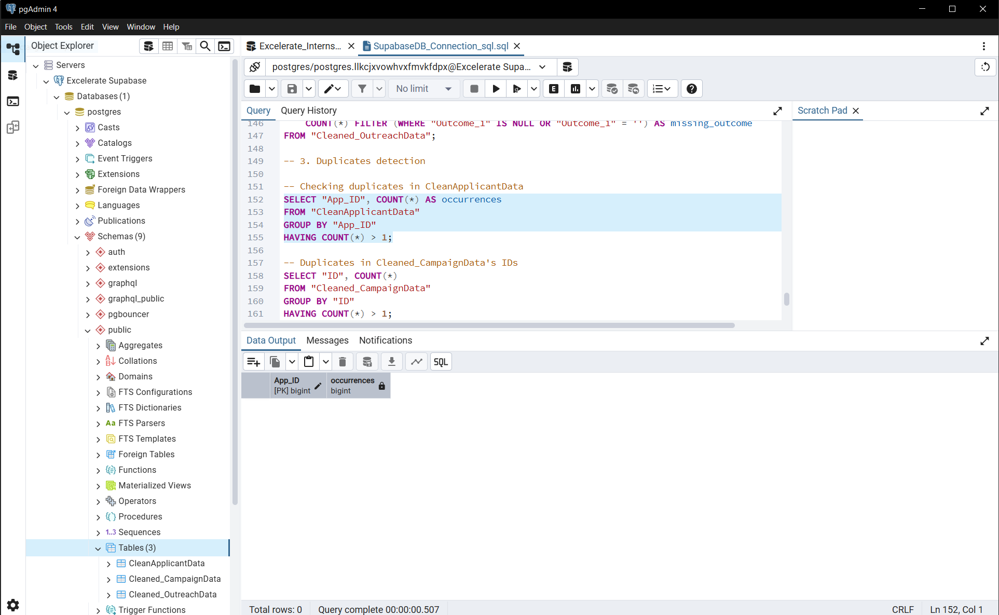 pgAdmin 4
File Object Tools Edit View Window Help
Object Explorer
Servers
Excelerate Supabase
Databases (1)
postgres
Casts
Catalogs
Event Triggers
Extensions
Foreign Data Wrappers
Languages
Publications
Schemas (9)
auth
extensions
graphql
graphql_public
pgbouncer
public
Aggregates
Collations
Domains
FTS Configurations
FTS Dictionaries
Aa FTS Parsers
FTS Templates
Foreign Tables
Functions
Materialized Views
Operators
Procedures
1..3 Sequences
Tables (3)
CleanApplicantData
Cleaned_CampaignData
Cleaned_OutreachData
Trigger Functions
Excelerate_Interns...
SupabaseDB_Connection_sql.sql
postgres/postgres.llkcjxvowhvxfmvkfdpx@Excelerate Supa...
No limit
E
Query Query History
Scratch Pad
146 COUNT(*) FILTER (WHERE "Outcome_1" IS NULL OR "Outcome_1" = '') AS missing_outcome
147 FROM "Cleaned_OutreachData";
148
149 -- 3. Duplicates detection
150
151 -- Checking duplicates in CleanApplicantData
152 SELECT "App_ID", COUNT(*) AS occurrences
153 FROM "CleanApplicantData"
154 GROUP BY "App_ID"
155 HAVING COUNT(*) > 1;
156
157 -- Duplicates in Cleaned_CampaignData's IDs
158 SELECT "ID", COUNT(*)
159 FROM "Cleaned_CampaignData"
160 GROUP BY "ID"
161 HAVING COUNT(*) > 1;
Data Output Messages Notifications
SQL
App_ID
[PK] bigint
occurrences
bigint
Total rows: 0 Query complete 00:00:00.507
CRLF Ln 152, Col 1